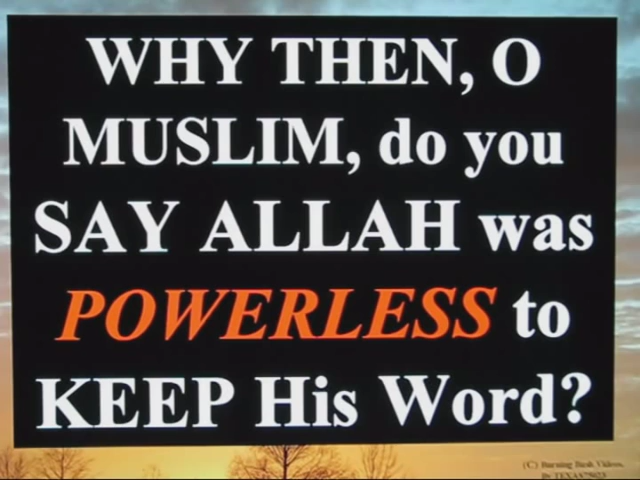 WHY THEN, O
MUSLIM, do you
SAY ALLAH was
POWERLESS to
KEEP His Word?
(C) Burning Bush Videos,